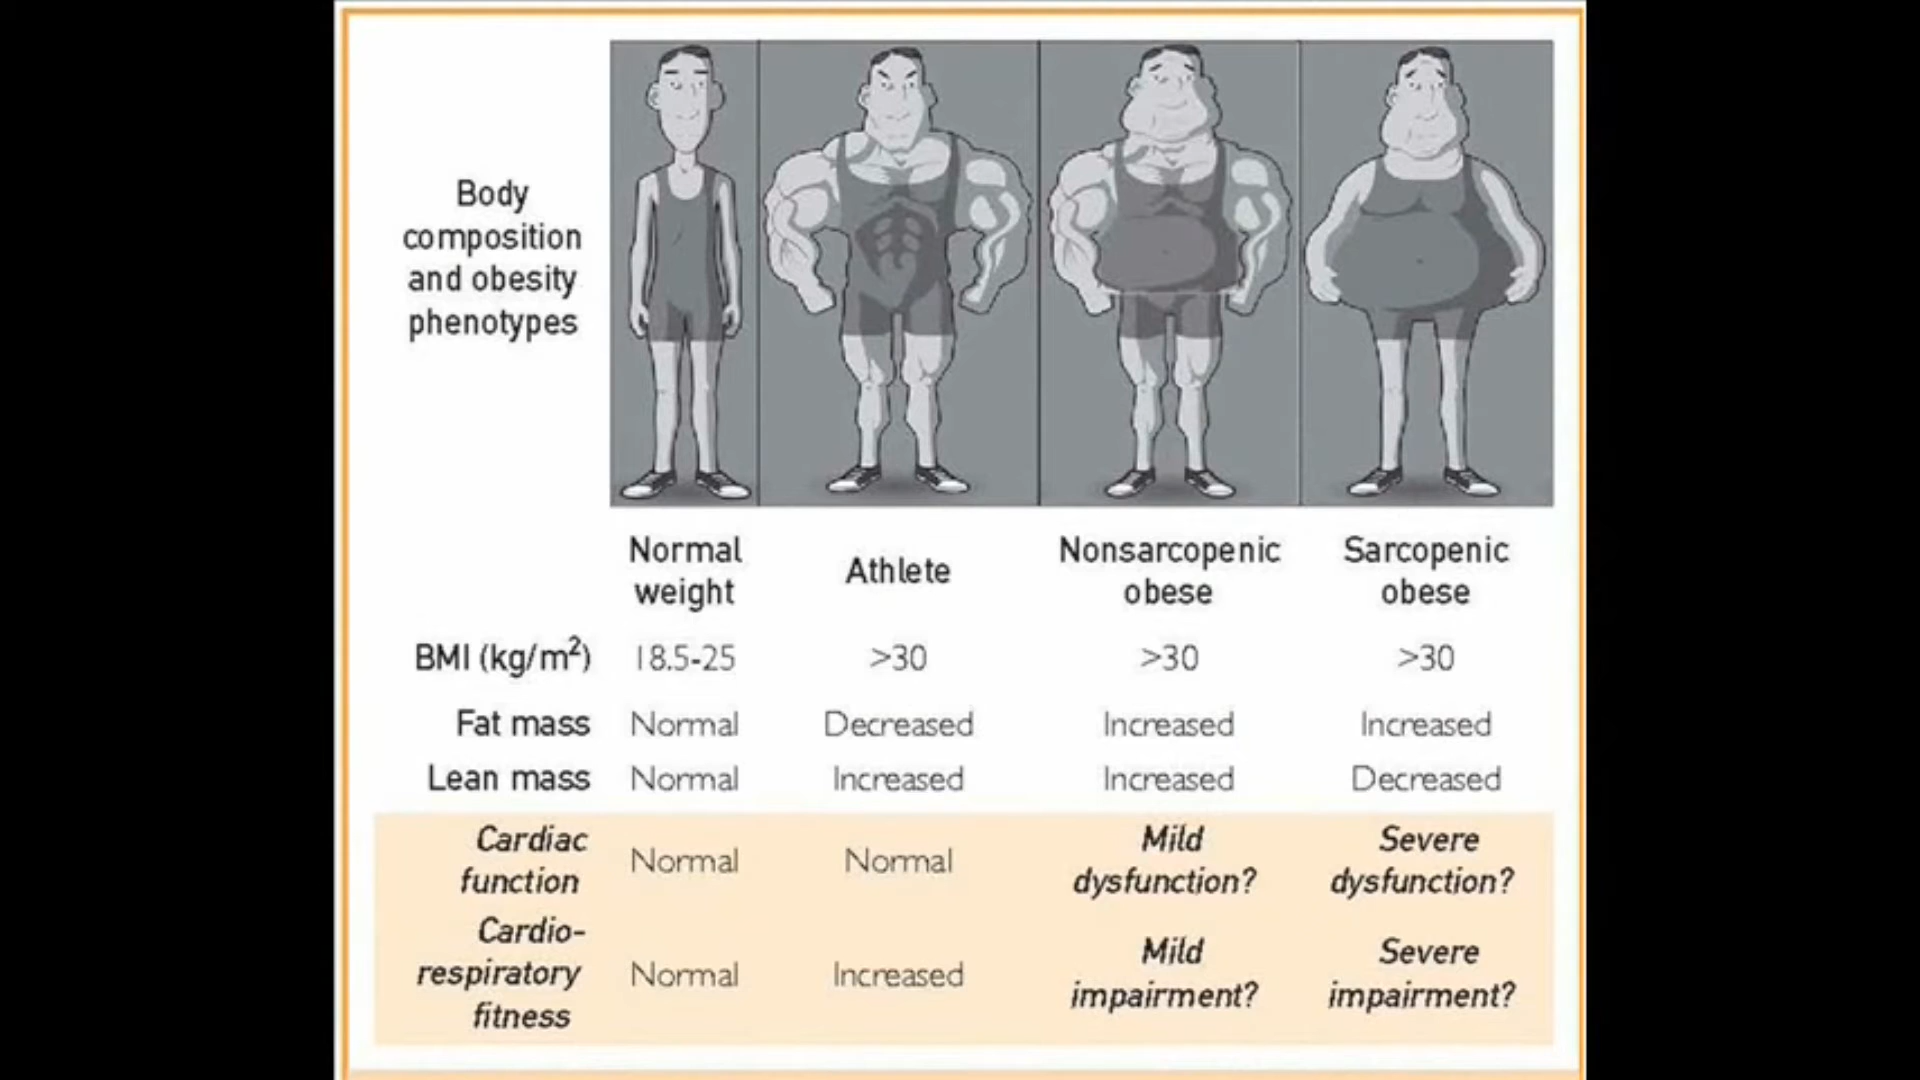 Body
composition
and obesity
phenotypes
Normal
weight
Athlete
Nonsarcopenic
obese
Sarcopenic
obese
BMI (kg/m²) 18.5-25 >30 >30 >30
Fat mass Normal Decreased Increased Increased
Lean mass Normal Increased Increased Decreased
Cardiac
function
Normal
Normal
Mild
dysfunction?
Severe
dysfunction?
Cardio-
respiratory
fitness
Normal
Increased
Mild
impairment?
Severe
impairment?